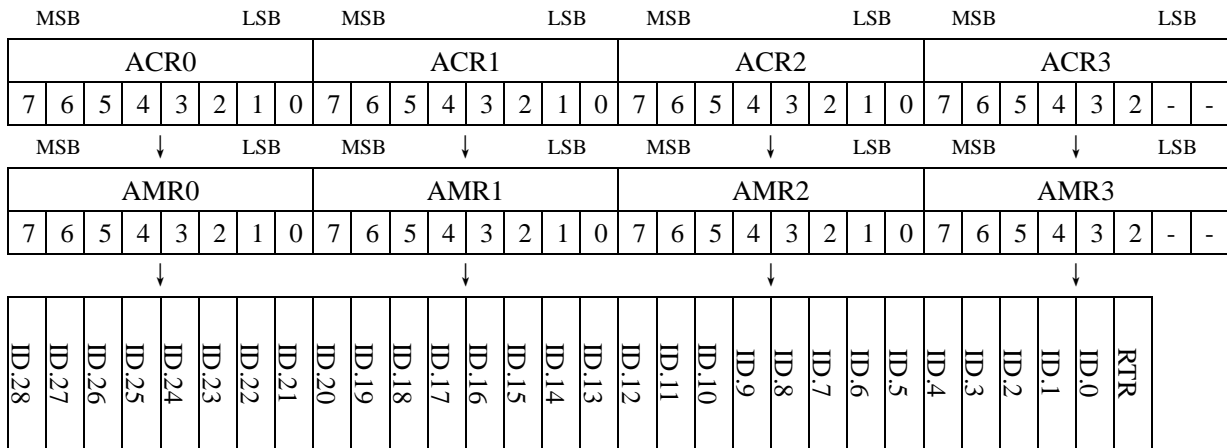 MSB LSB MSB LSB MSB LSB MSB LSB
ACR0 ACR1 ACR2 ACR3
7 6 5 4 3 2 1 0 7 6 5 4 3 2 1 0 7 6 5 4 3 2 1 0 7 6 5 4 3 2 - -
MSB LSB MSB LSB MSB LSB MSB LSB
AMR0 AMR1 AMR2 AMR3
7 6 5 4 3 2 1 0 7 6 5 4 3 2 1 0 7 6 5 4 3 2 1 0 7 6 5 4 3 2 - -
ID.28 ID.27 ID.26 ID.25 ID.24 ID.23 ID.22 ID.21 ID.20 ID.19 ID.18 ID.17 ID.16 ID.15 ID.14 ID.13 ID.12 ID.11 ID.10 ID.9 ID.8 ID.7 ID.6 ID.5 ID.4 ID.3 ID.2 ID.1 ID.0 RTR